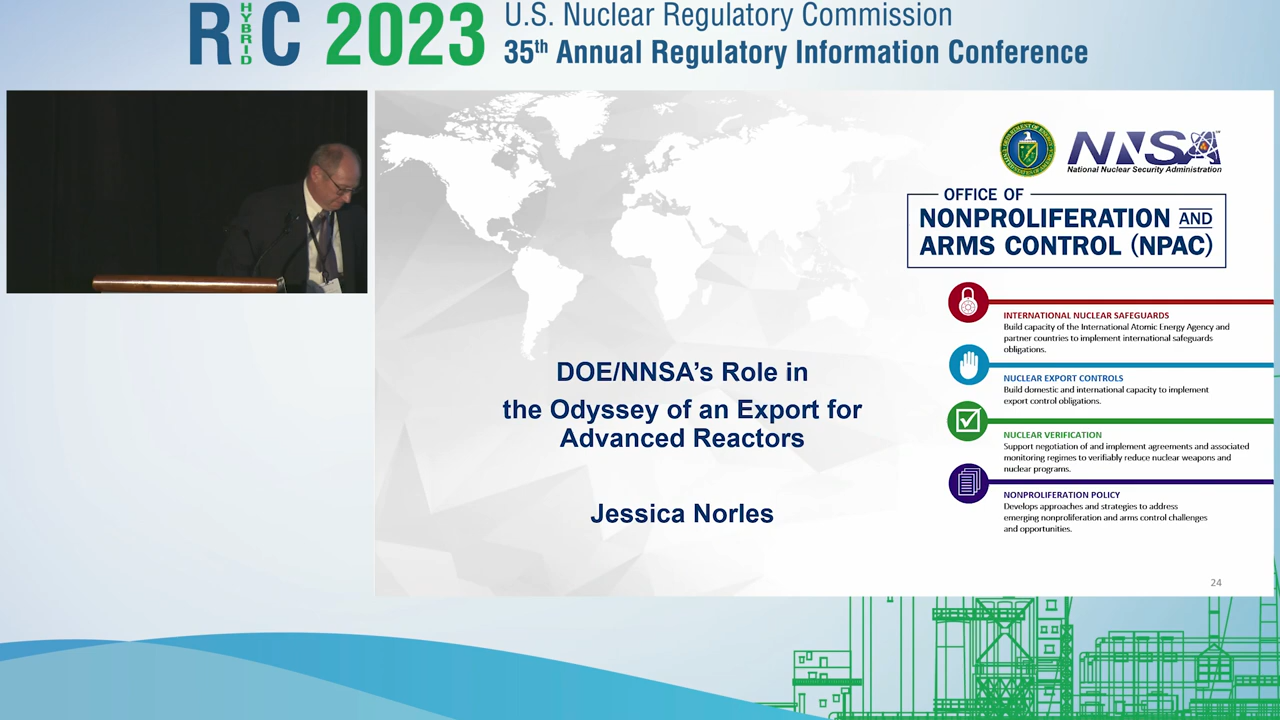 RIC 2023
HYBRID
U.S. Nuclear Regulatory Commission
35th Annual Regulatory Information Conference
NNSA
National Nuclear Security Administration
OFFICE OF
NONPROLIFERATION AND
ARMS CONTROL (NPAC)
INTERNATIONAL NUCLEAR SAFEGUARDS
Build capacity of the International Atomic Energy Agency and
partner countries to implement international safeguards
obligations.
NUCLEAR EXPORT CONTROLS
Build domestic and international capacity to implement
export control obligations.
NUCLEAR VERIFICATION
Support negotiation of and implement agreements and associated
monitoring regimes to verifiably reduce nuclear weapons and
nuclear programs.
NONPROLIFERATION POLICY
Develops approaches and strategies to address
emerging nonproliferation and arms control challenges
and opportunities.
DOE/NNSA's Role in
the Odyssey of an Export for
Advanced Reactors
Jessica Norles
24